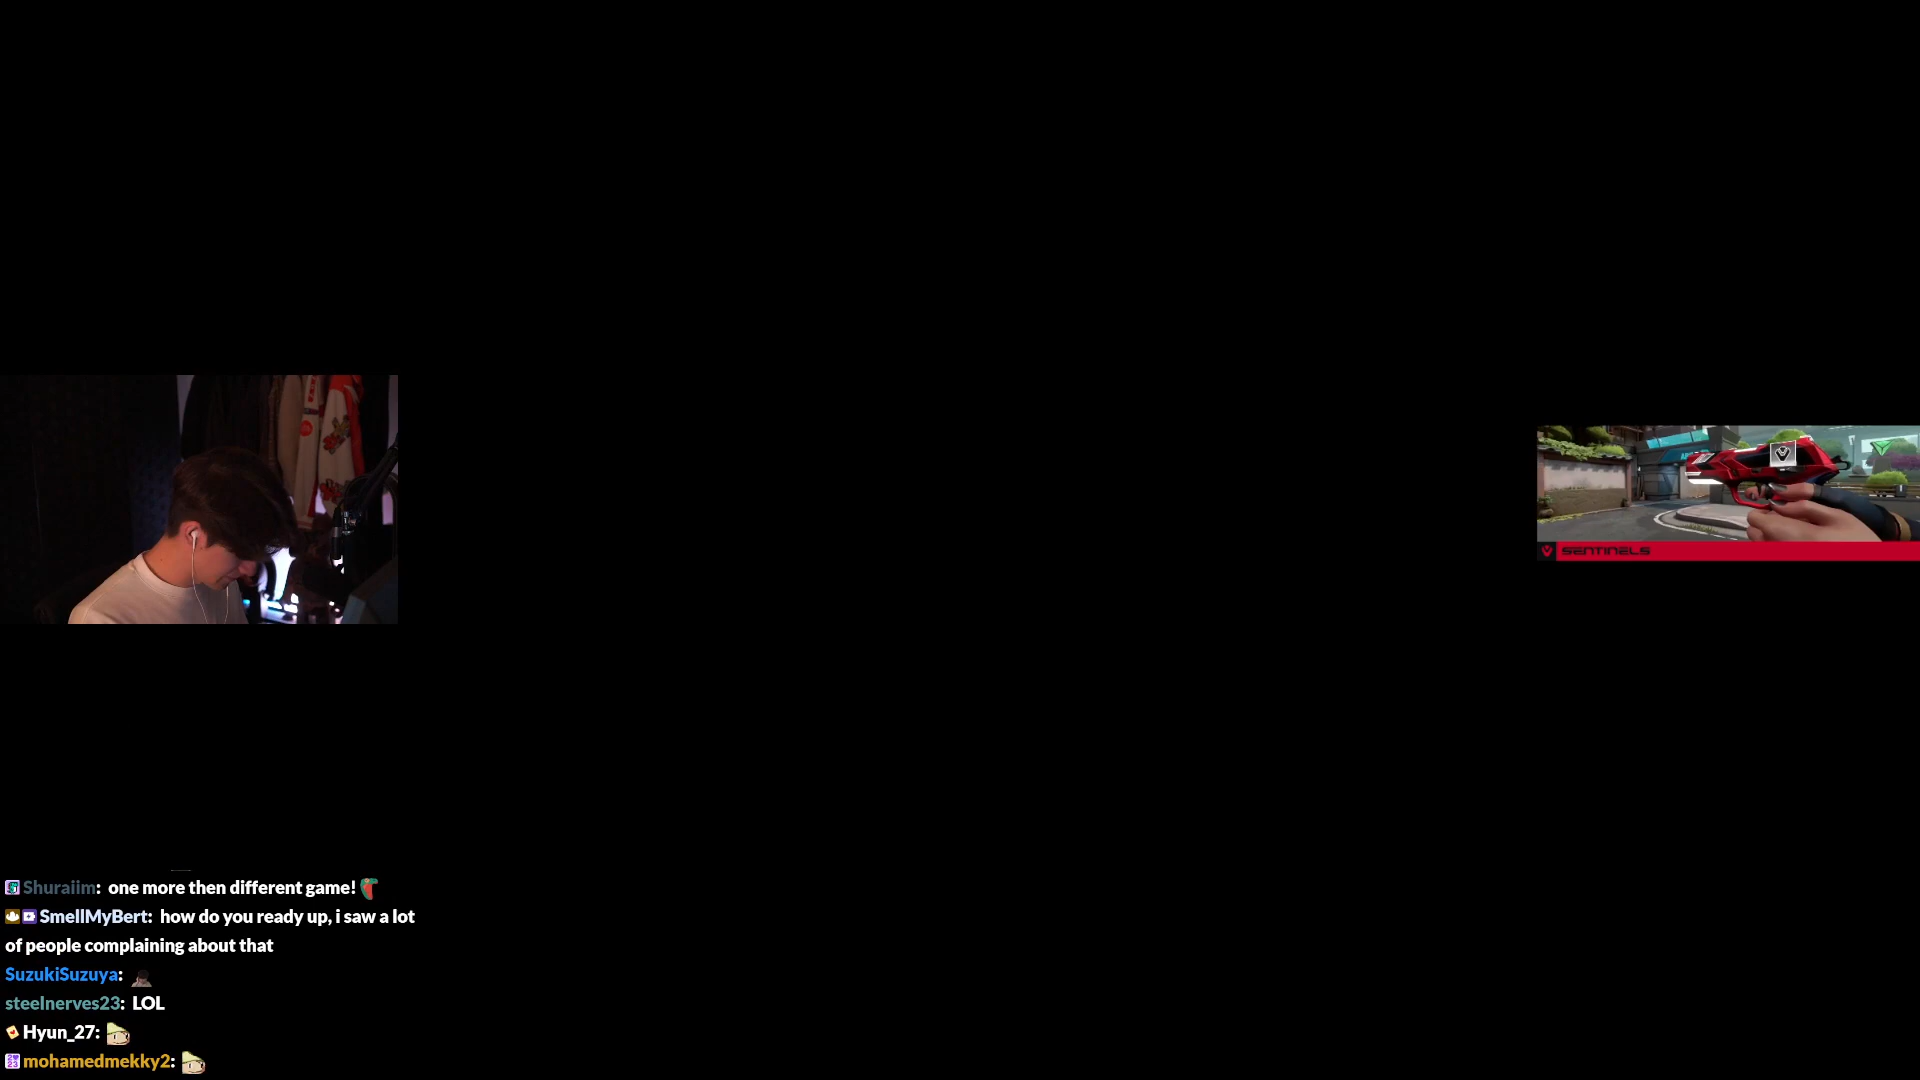 SENTINELS
Shuraiim: one more then different game!
SmellMyBert: how do you ready up, i saw a lot
of people complaining about that
SuzukiSuzuya:
steelnerves23: LOL
Hyun_27:
mohamedmekky2: